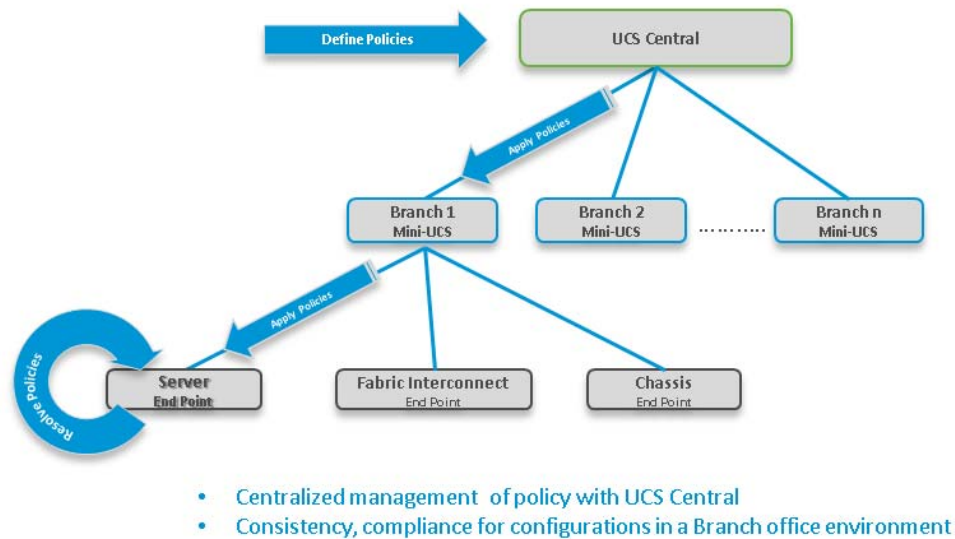 Define Policies
UCS Central
Apply Policies
Branch 1
Mini-UCS
Branch 2
Mini-UCS
...........
Branch n
Mini-UCS
Apply Policies
Resolve Policies
Server
End Point
Fabric Interconnect
End Point
Chassis
End Point
• Centralized management of policy with UCS Central
• Consistency, compliance for configurations in a Branch office environment